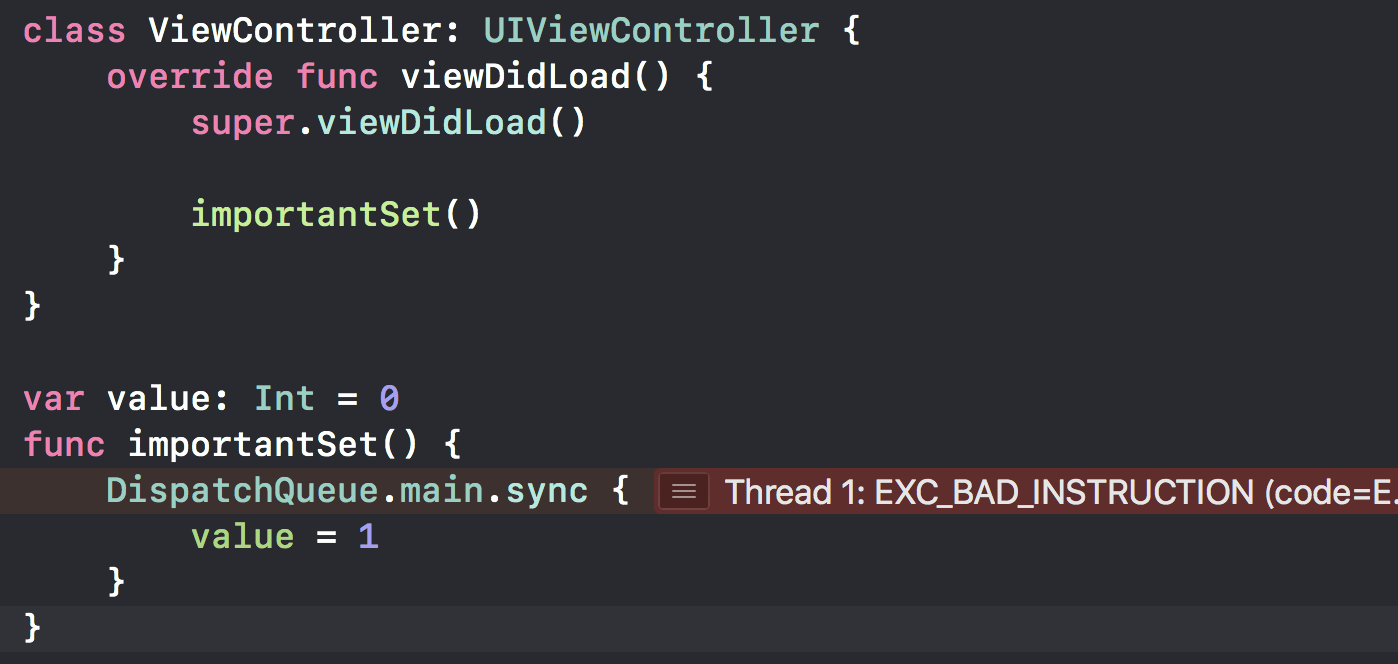 class ViewController: UIViewController {
override func viewDidLoad() {
super.viewDidLoad()
importantSet()
}
}
var value: Int = 0
func importantSet() {
DispatchQueue.main.sync { Thread 1: EXC_BAD_INSTRUCTION (code=E.
value = 1
}
}